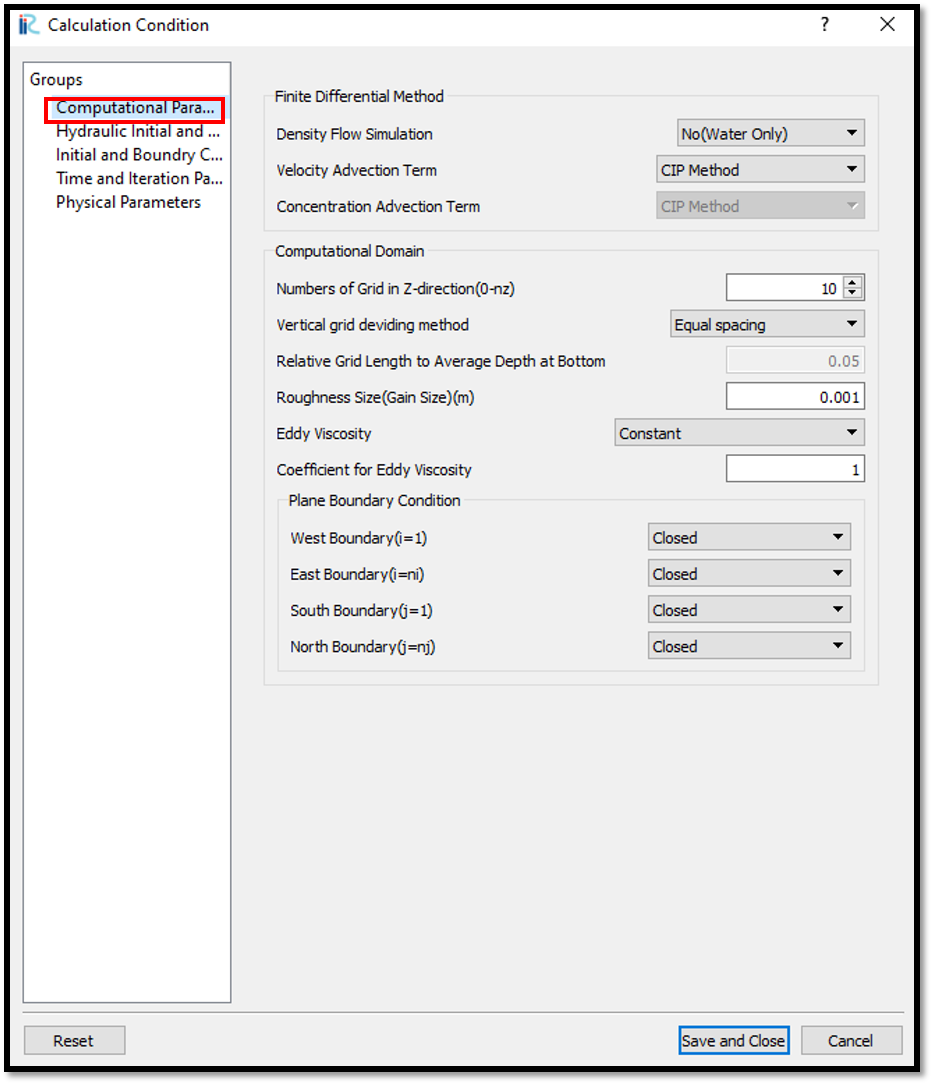 Calculation Condition
?
Groups
Computational Para...
Hydraulic Initial and ...
Initial and Boundry C...
Time and Iteration Pa...
Physical Parameters
Finite Differential Method
Density Flow Simulation No(Water Only)
Velocity Advection Term CIP Method
Concentration Advection Term CIP Method
Computational Domain
Numbers of Grid in Z-direction(0-nz) 10
Vertical grid deviding method Equal spacing
Relative Grid Length to Average Depth at Bottom 0.05
Roughness Size(Gain Size)(m) 0.001
Eddy Viscosity Constant
Coefficient for Eddy Viscosity 1
Plane Boundary Condition
West Boundary(i=1) Closed
East Boundary(i=ni) Closed
South Boundary(j=1) Closed
North Boundary(j=nj) Closed
Reset Save and Close Cancel